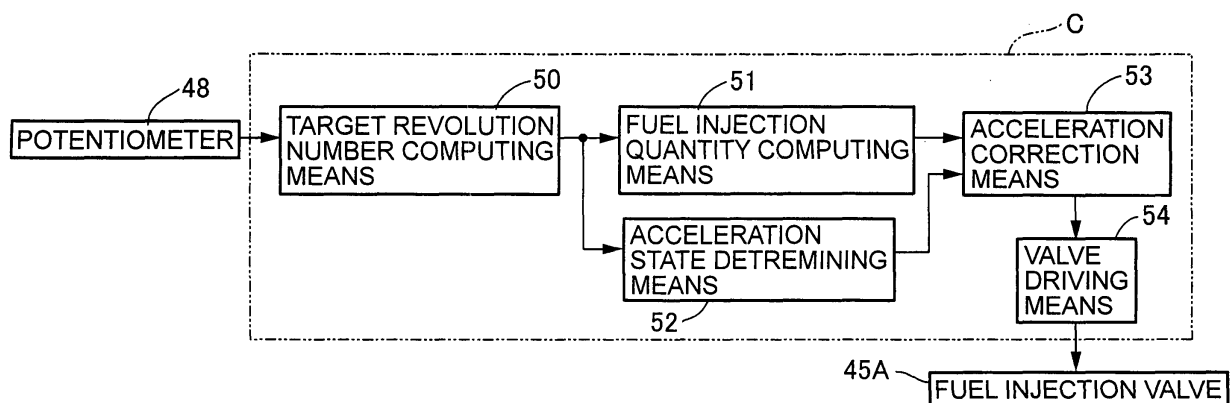 C
48
POTENTIOMETER
50
TARGET REVOLUTION
NUMBER COMPUTING
MEANS
51
FUEL INJECTION
QUANTITY COMPUTING
MEANS
53
ACCELERATION
CORRECTION
MEANS
ACCELERATION
STATE DETREMINING
MEANS
52
54
VALVE
DRIVING
MEANS
45A
FUEL INJECTION VALVE